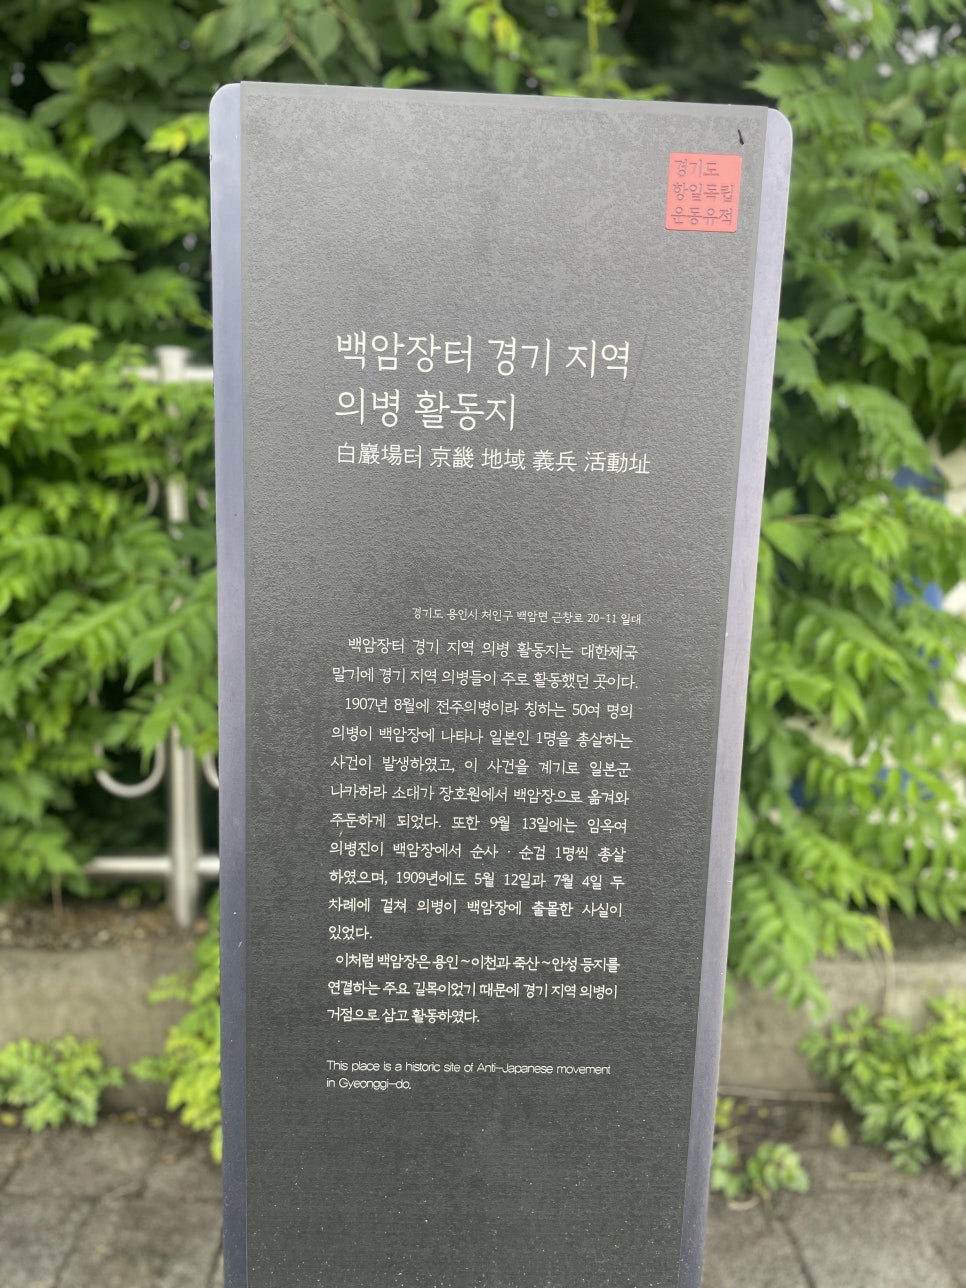 경기도
항일독립
운동유적
백암장터 경기 지역
의병 활동지
白巖場터 京畿 地域 義兵 活動址
경기도 용인시 처인구 백암면 근창로 20-11 일대
백암장터 경기 지역 의병 활동지는 대한제국
말기에 경기 지역 의병들이 주로 활동했던 곳이다.
1907년 8월에 전주의병이라 칭하는 50여 명의
의병이 백암장에 나타나 일본인 1명을 총살하는
사건이 발생하였고, 이 사건을 계기로 일본군
나카하라 소대가 장호원에서 백암장으로 옮겨와
주둔하게 되었다. 또한 9월 13일에는 임옥여
의병진이 백암장에서 순사 · 순검 1명씩 총살
하였으며, 1909년에도 5월 12일과 7월 4일 두
차례에 걸쳐 의병이 백암장에 출몰한 사실이
있었다.
이처럼 백암장은 용인~이천과 죽산~안성 등지를
연결하는 주요 길목이었기 때문에 경기 지역 의병이
거점으로 삼고 활동하였다.
This place is a historic site of Anti-Japanese movement
in Gyeonggi-do.